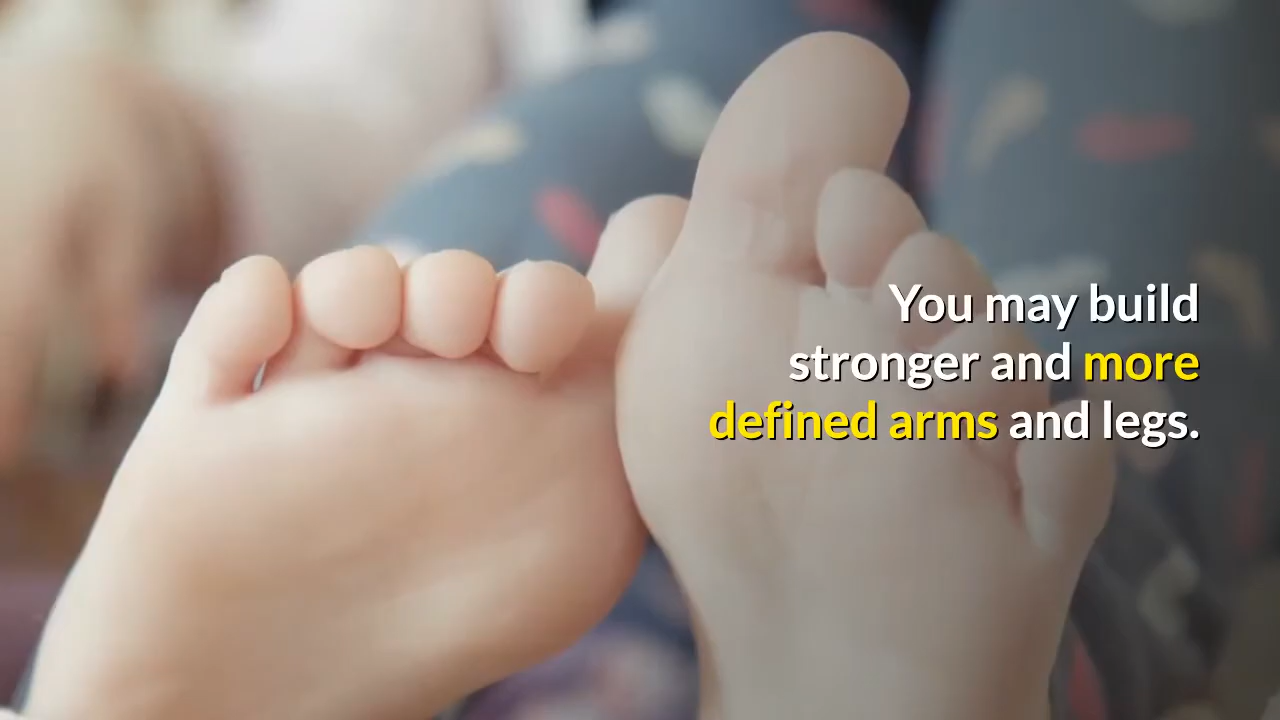 You may build
stronger and more
defined arms and legs.